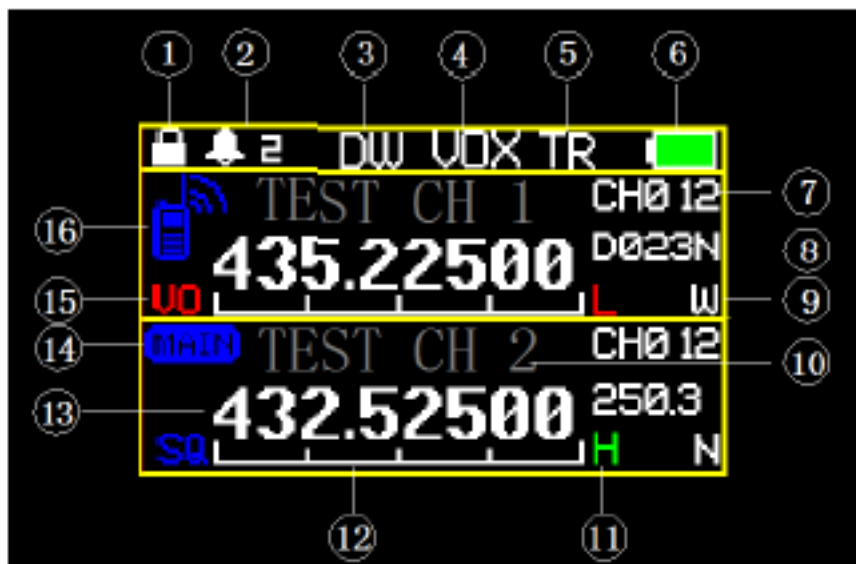 ① ② ③ ④ ⑤ ⑥
2 DW VOX TR
TEST CH 1 CH0 12 ⑦
⑯ 435.22500 D023N ⑧
⑮ VO L W ⑨
⑭ MAIN TEST CH 2 CH0 12 ⑩
⑬ 432.52500 250.3
SQ H N
⑫ ⑪